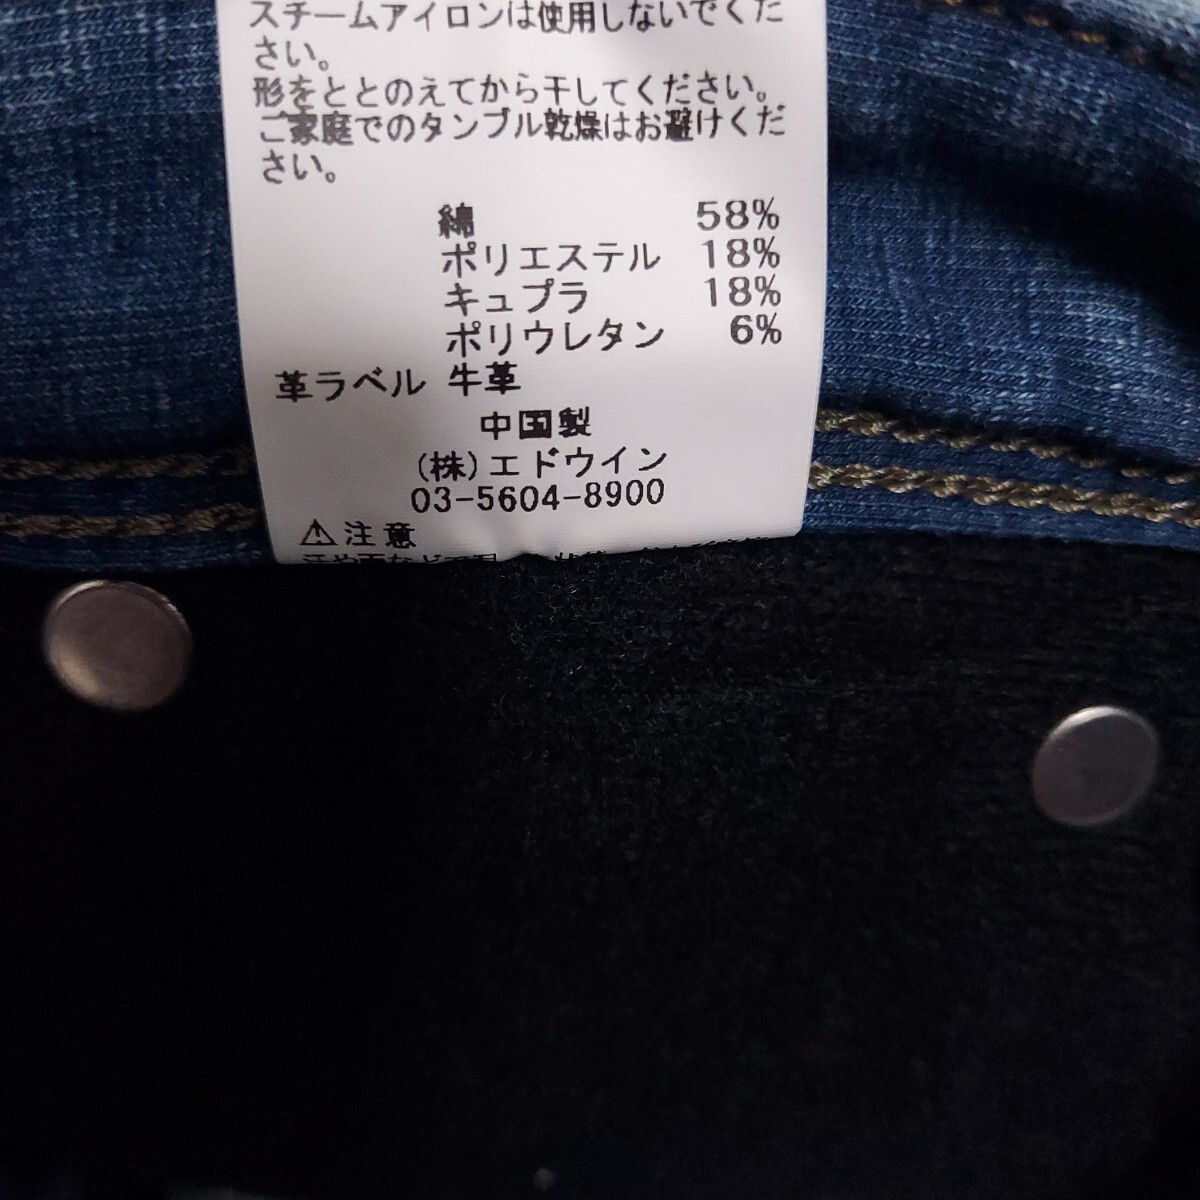 スチームアイロンは使用しないでくだ
さい。
形をととのえてから干してください。
ご家庭でのタンブル乾燥はお避けくだ
さい。
綿 58%
ポリエステル 18%
キュプラ 18%
ポリウレタン 6%
革ラベル 牛革
中国製
(株)エドウイン
03-5604-8900
⚠注意